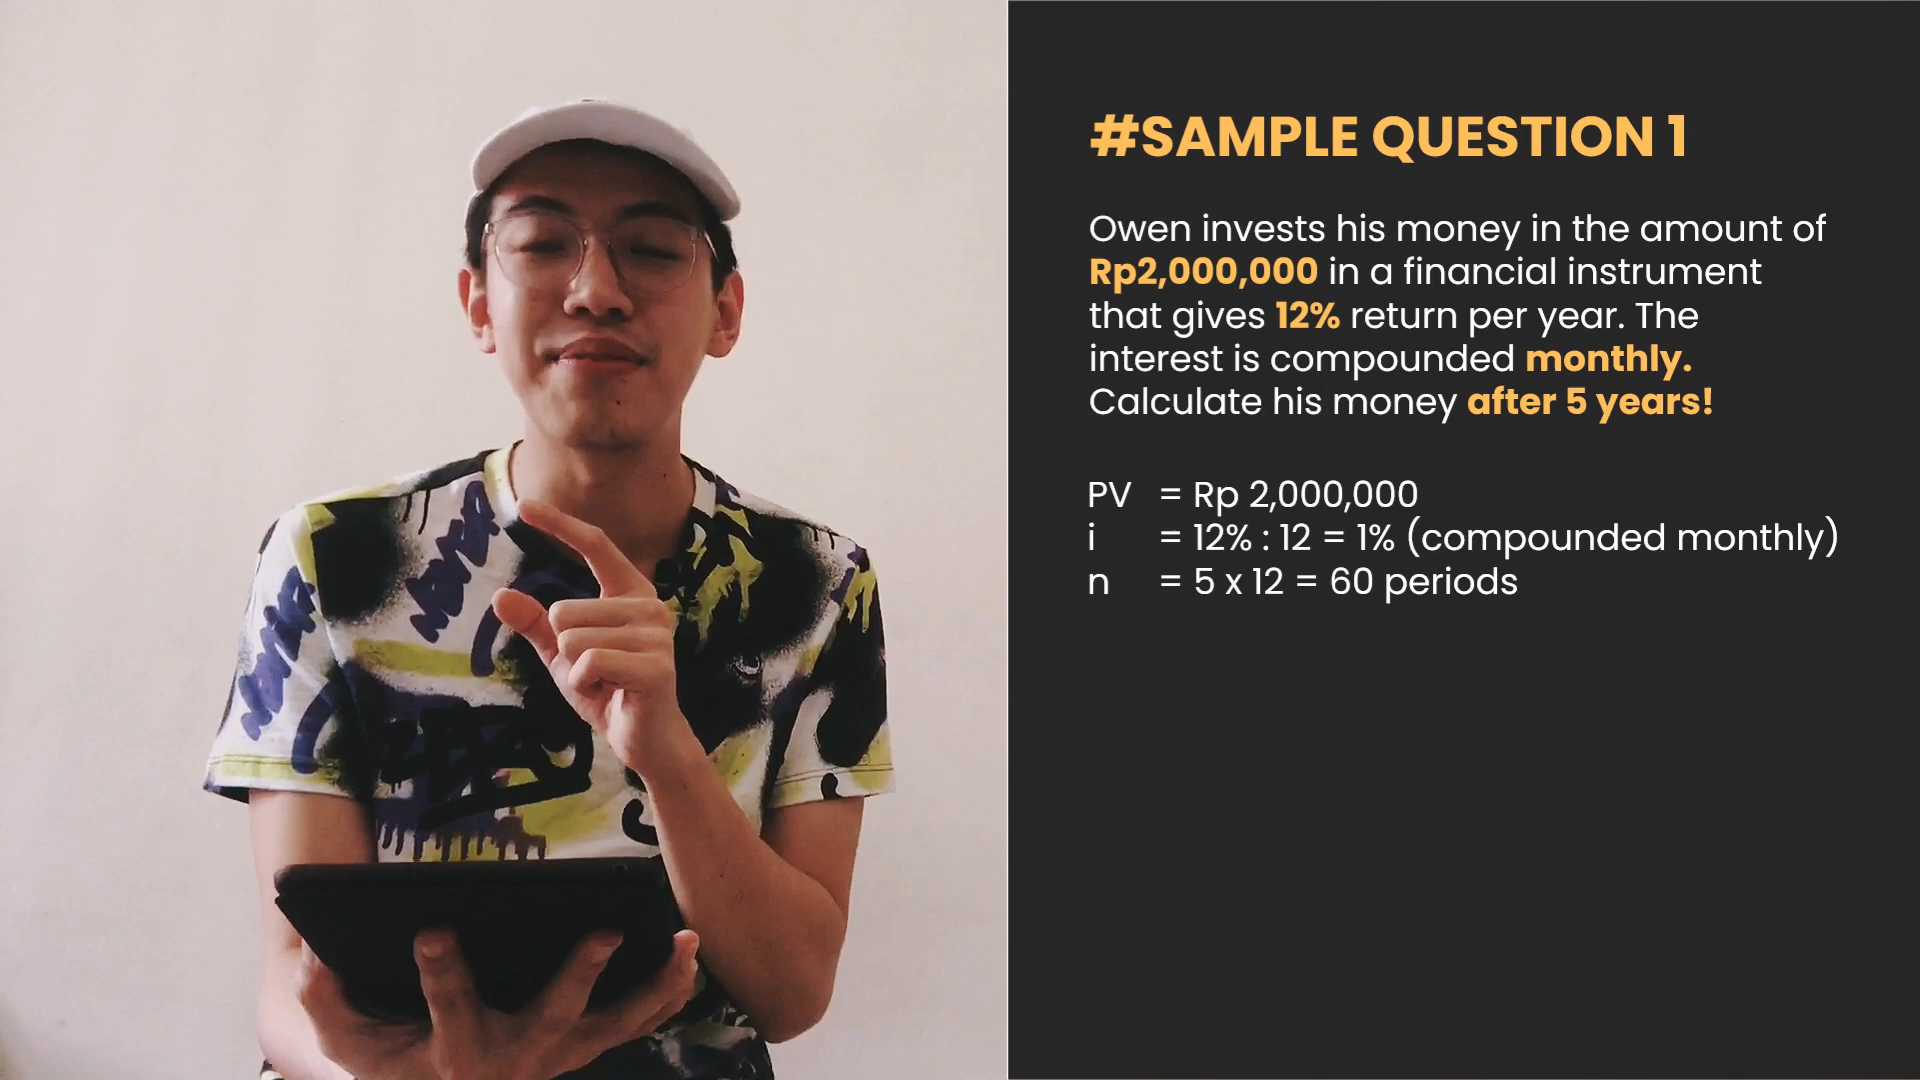 #SAMPLE QUESTION 1
Owen invests his money in the amount of
Rp2,000,000 in a financial instrument
that gives 12% return per year. The
interest is compounded monthly.
Calculate his money after 5 years!
PV = Rp 2,000,000
i = 12% : 12 = 1% (compounded monthly)
n = 5 x 12 = 60 periods